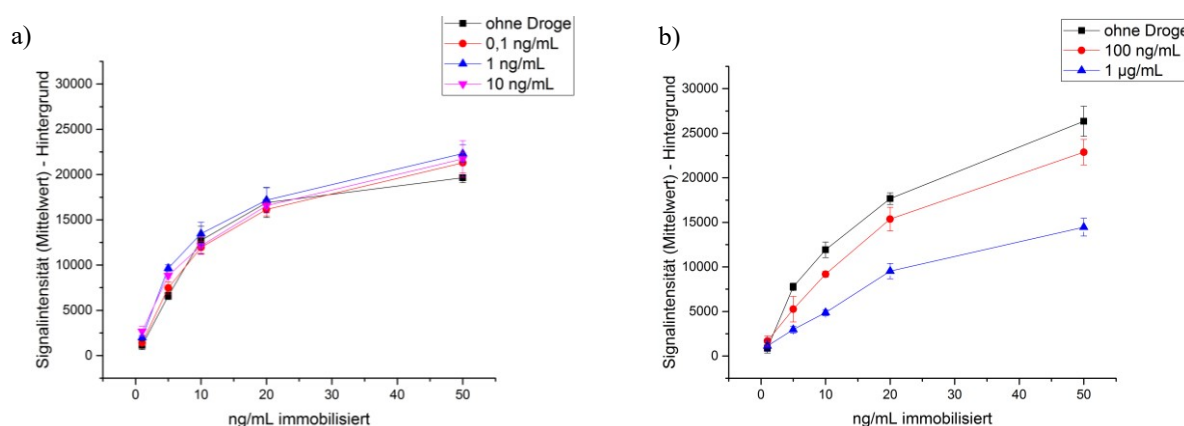 a)
ohne Droge
0,1 ng/mL
1 ng/mL
10 ng/mL
30000
25000
20000
15000
10000
5000
0
Signalintensität (Mittelwert) - Hintergrund
0 10 20 30 40 50
ng/mL immobilisiert
b)
ohne Droge
100 ng/mL
1 µg/mL
30000
25000
20000
15000
10000
5000
0
Signalintensität (Mittelwert) - Hintergrund
0 10 20 30 40 50
ng/mL immobilisiert